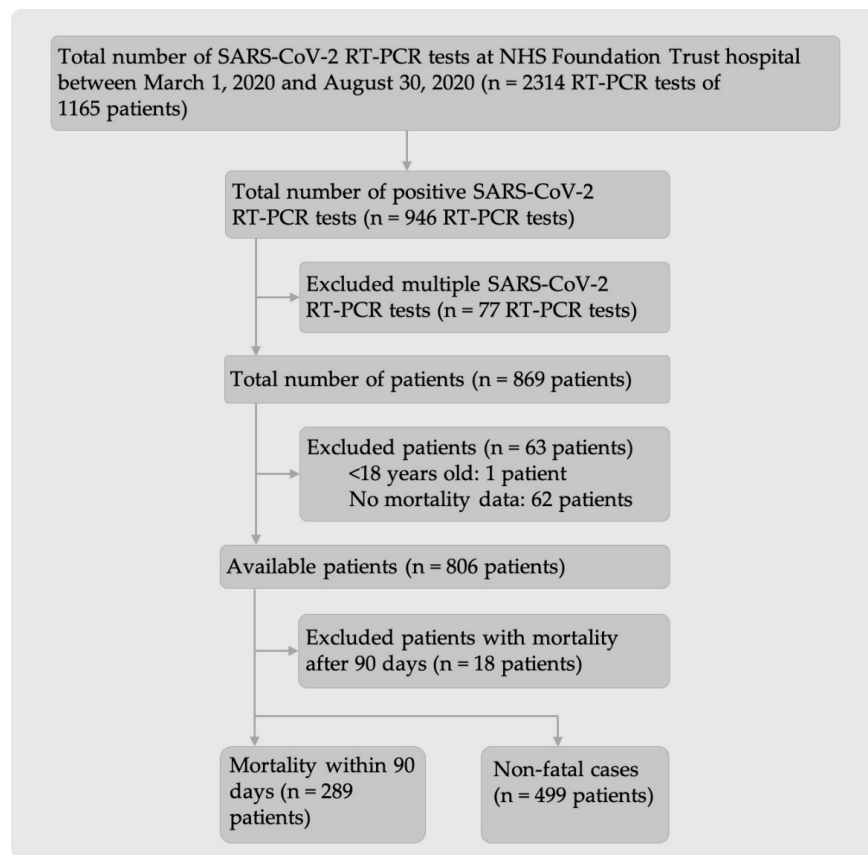 Total number of SARS-CoV-2 RT-PCR tests at NHS Foundation Trust hospital
between March 1, 2020 and August 30, 2020 (n = 2314 RT-PCR tests of
1165 patients)
Total number of positive SARS-CoV-2
RT-PCR tests (n = 946 RT-PCR tests)
Excluded multiple SARS-CoV-2
RT-PCR tests (n = 77 RT-PCR tests)
Total number of patients (n = 869 patients)
Excluded patients (n = 63 patients)
<18 years old: 1 patient
No mortality data: 62 patients
Available patients (n = 806 patients)
Excluded patients with mortality
after 90 days (n = 18 patients)
Mortality within 90
days (n = 289
patients)
Non-fatal cases
(n = 499 patients)